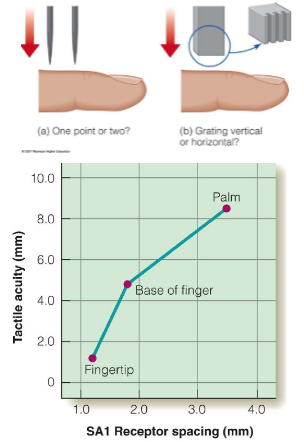 (a) One point or two?
(b) Grating vertical
or horizontal?
Tactile acuity (mm)
10.0
8.0
6.0
4.0
2.0
0
Palm
Base of finger
Fingertip
1.0 2.0 3.0 4.0
SA1 Receptor spacing (mm)